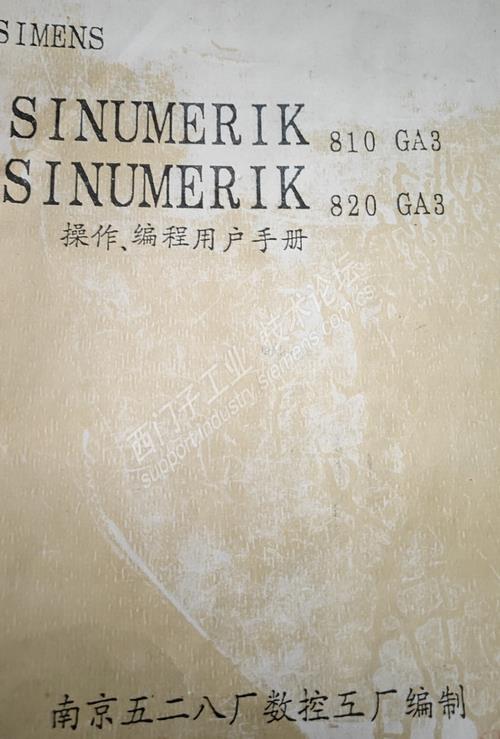 SIMENS
SINUMERIK 810 GA3
SINUMERIK 820 GA3
操作、编程用户手册
西门子工业 技术论坛
support.industry.siemens.com/cs
南京五二八厂数控工厂编制